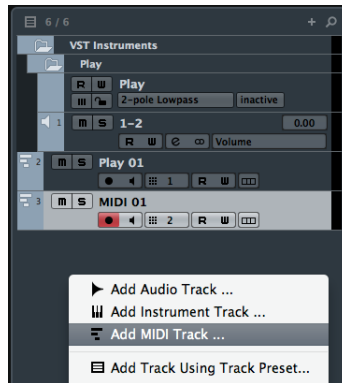 6 / 6 +
VST Instruments
Play
R W Play
2-pole Lowpass inactive
1 m S 1-2 0.00
R W e Volume
2 m S Play 01
1 R W
3 m S MIDI 01
2 R W
Add Audio Track ...
Add Instrument Track ...
Add MIDI Track ...
Add Track Using Track Preset...